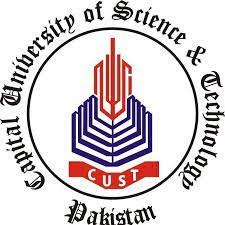 Capital University of Science & Technology
CUST
Pakistan